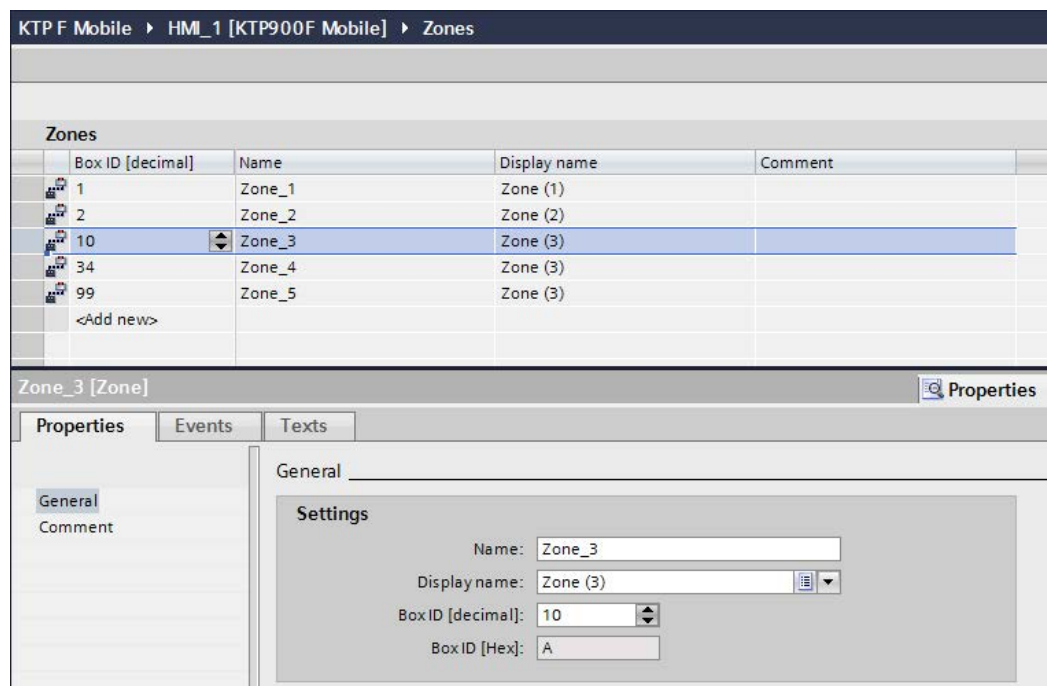 KTP F Mobile ▸ HMI_1 [KTP900F Mobile] ▸ Zones
Zones
Box ID [decimal] Name Display name Comment
1 Zone_1 Zone (1)
2 Zone_2 Zone (2)
10 Zone_3 Zone (3)
34 Zone_4 Zone (3)
99 Zone_5 Zone (3)
<Add new>
Zone_3 [Zone] Properties
Properties Events Texts
General
General
Comment
Settings
Name: Zone_3
Display name: Zone (3)
Box ID [decimal]: 10
Box ID [Hex]: A